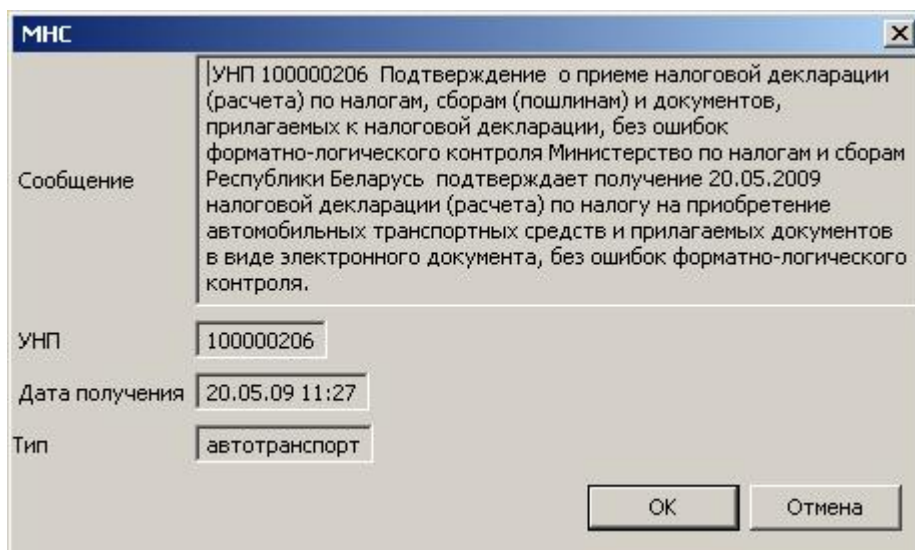 МНС
УНП 100000206 Подтверждение о приеме налоговой декларации
(расчета) по налогам, сборам (пошлинам) и документов,
прилагаемых к налоговой декларации, без ошибок
форматно-логического контроля Министерство по налогам и сборам
Республики Беларусь подтверждает получение 20.05.2009
налоговой декларации (расчета) по налогу на приобретение
автомобильных транспортных средств и прилагаемых документов
в виде электронного документа, без ошибок форматно-логического
контроля.
Сообщение
УНП 100000206
Дата получения 20.05.09 11:27
Тип автотранспорт
OK Отмена